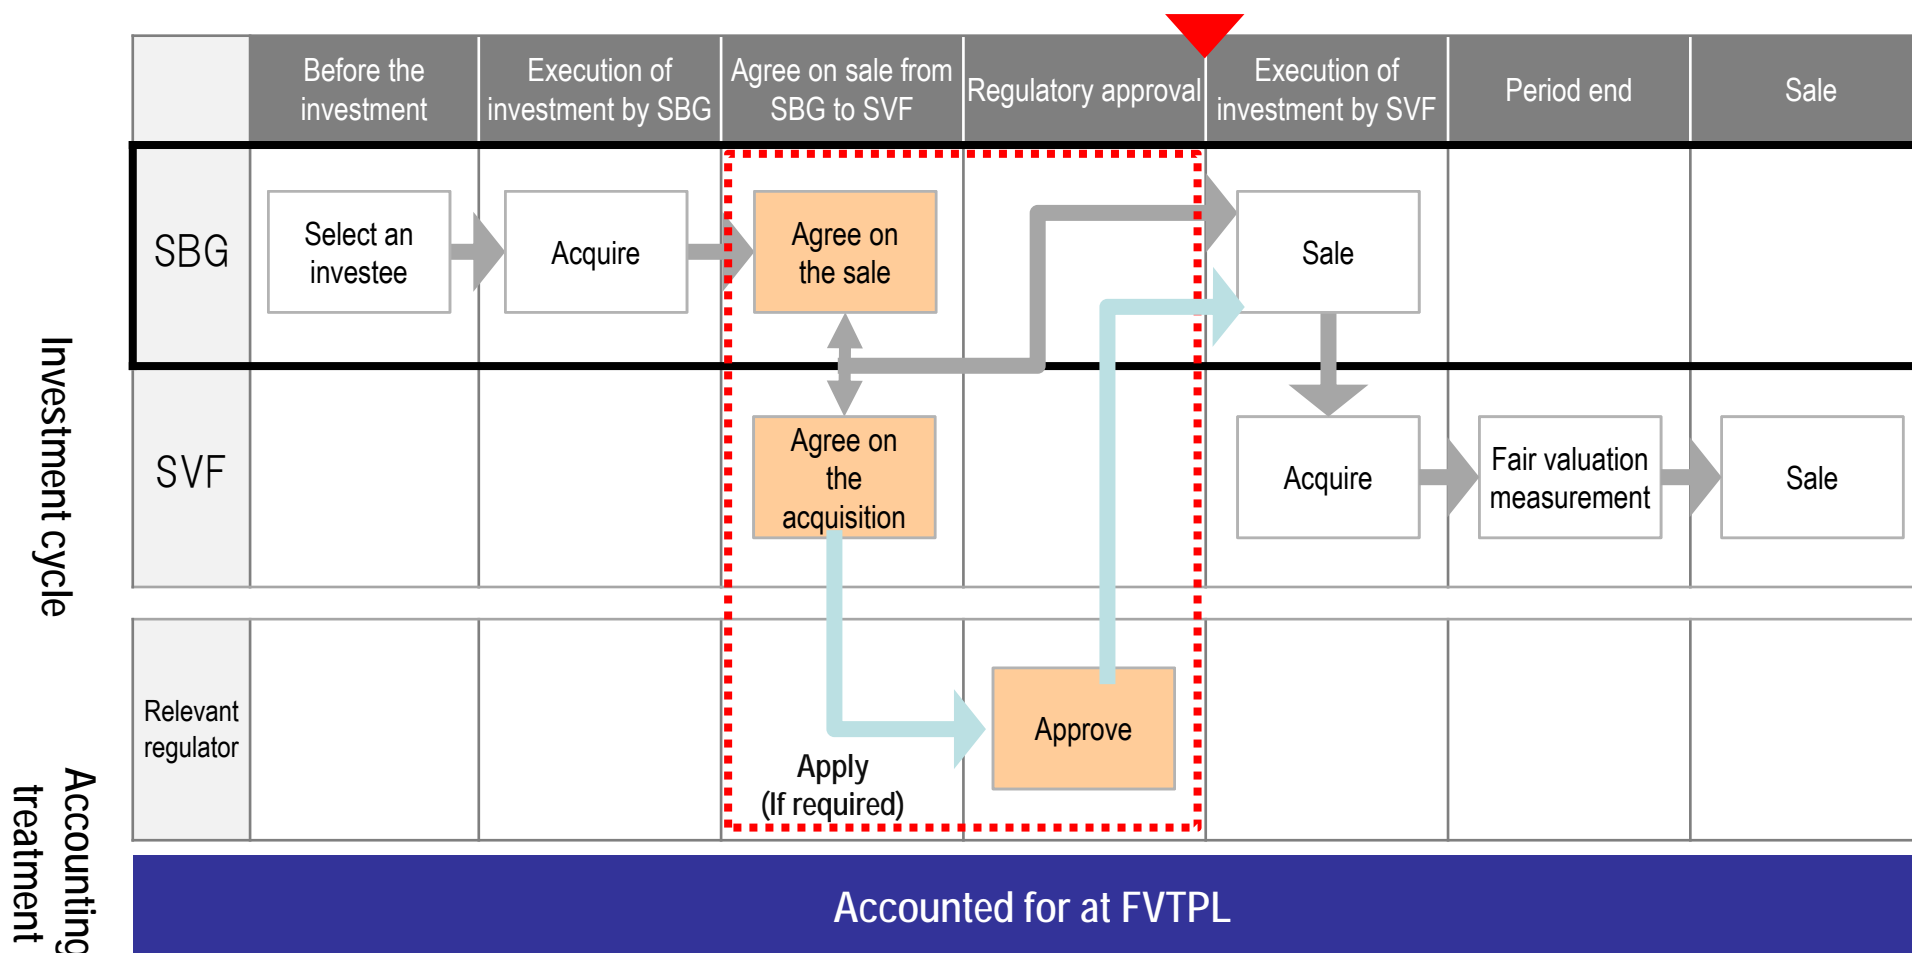 Before the
investment
Execution of
investment by SBG
Agree on sale from
SBG to SVF
Regulatory approval
Execution of
investment by SVF
Period end
Sale
Investment cycle
SBG
Select an
investee
Acquire
Agree on
the sale
Sale
SVF
Agree on
the
acquisition
Acquire
Fair valuation
measurement
Sale
Relevant
regulator
Apply
(If required)
Approve
Accounting
treatment
Accounted for at FVTPL